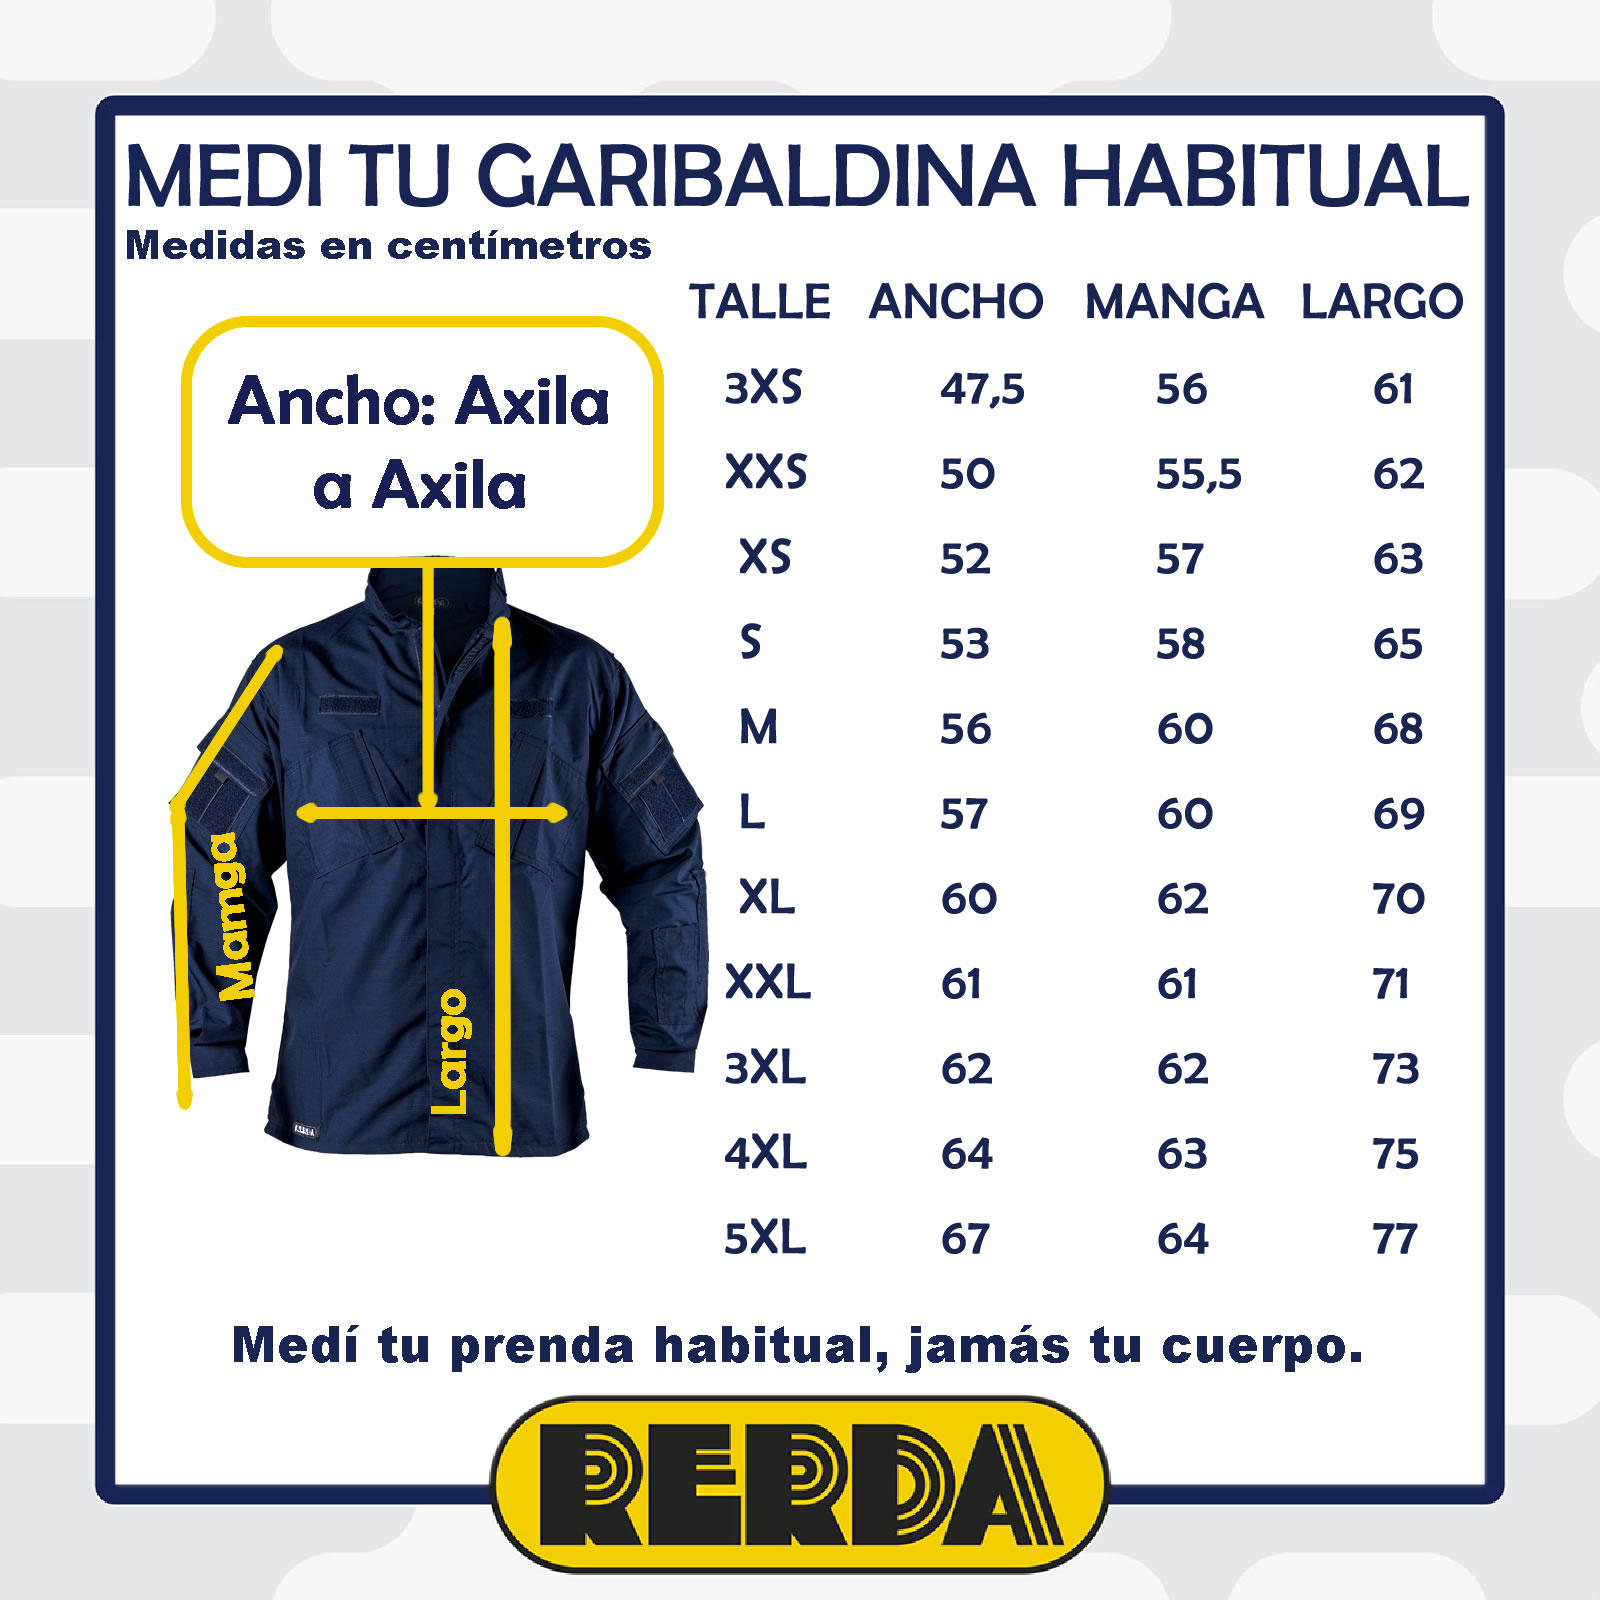 MEDI TU GARIBALDINA HABITUAL
Medidas en centímetros
Ancho: Axila
a Axila
Mamga
Largo
TALLE ANCHO MANGA LARGO
3XS 47,5 56 61
XXS 50 55,5 62
XS 52 57 63
S 53 58 65
M 56 60 68
L 57 60 69
XL 60 62 70
XXL 61 61 71
3XL 62 62 73
4XL 64 63 75
5XL 67 64 77
Medí tu prenda habitual, jamás tu cuerpo.
RERDA